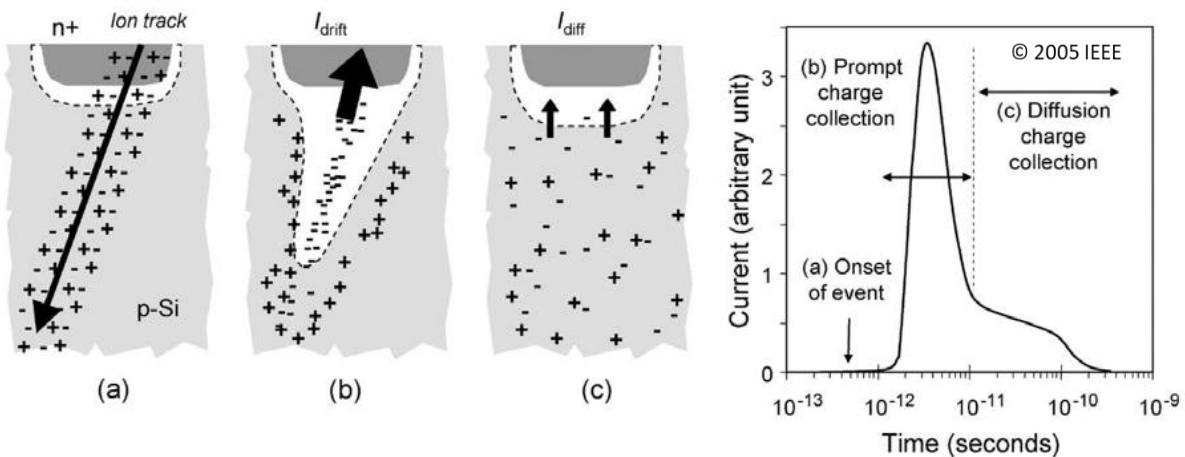 n+
Ion track
p-Si
(a)
I_drift
(b)
I_diff
(c)
© 2005 IEEE
(b) Prompt
charge
collection
(c) Diffusion
charge
collection
(a) Onset
of event
Current (arbitrary unit)
3
2
1
0
10^-13
10^-12
10^-11
10^-10
10^-9
Time (seconds)